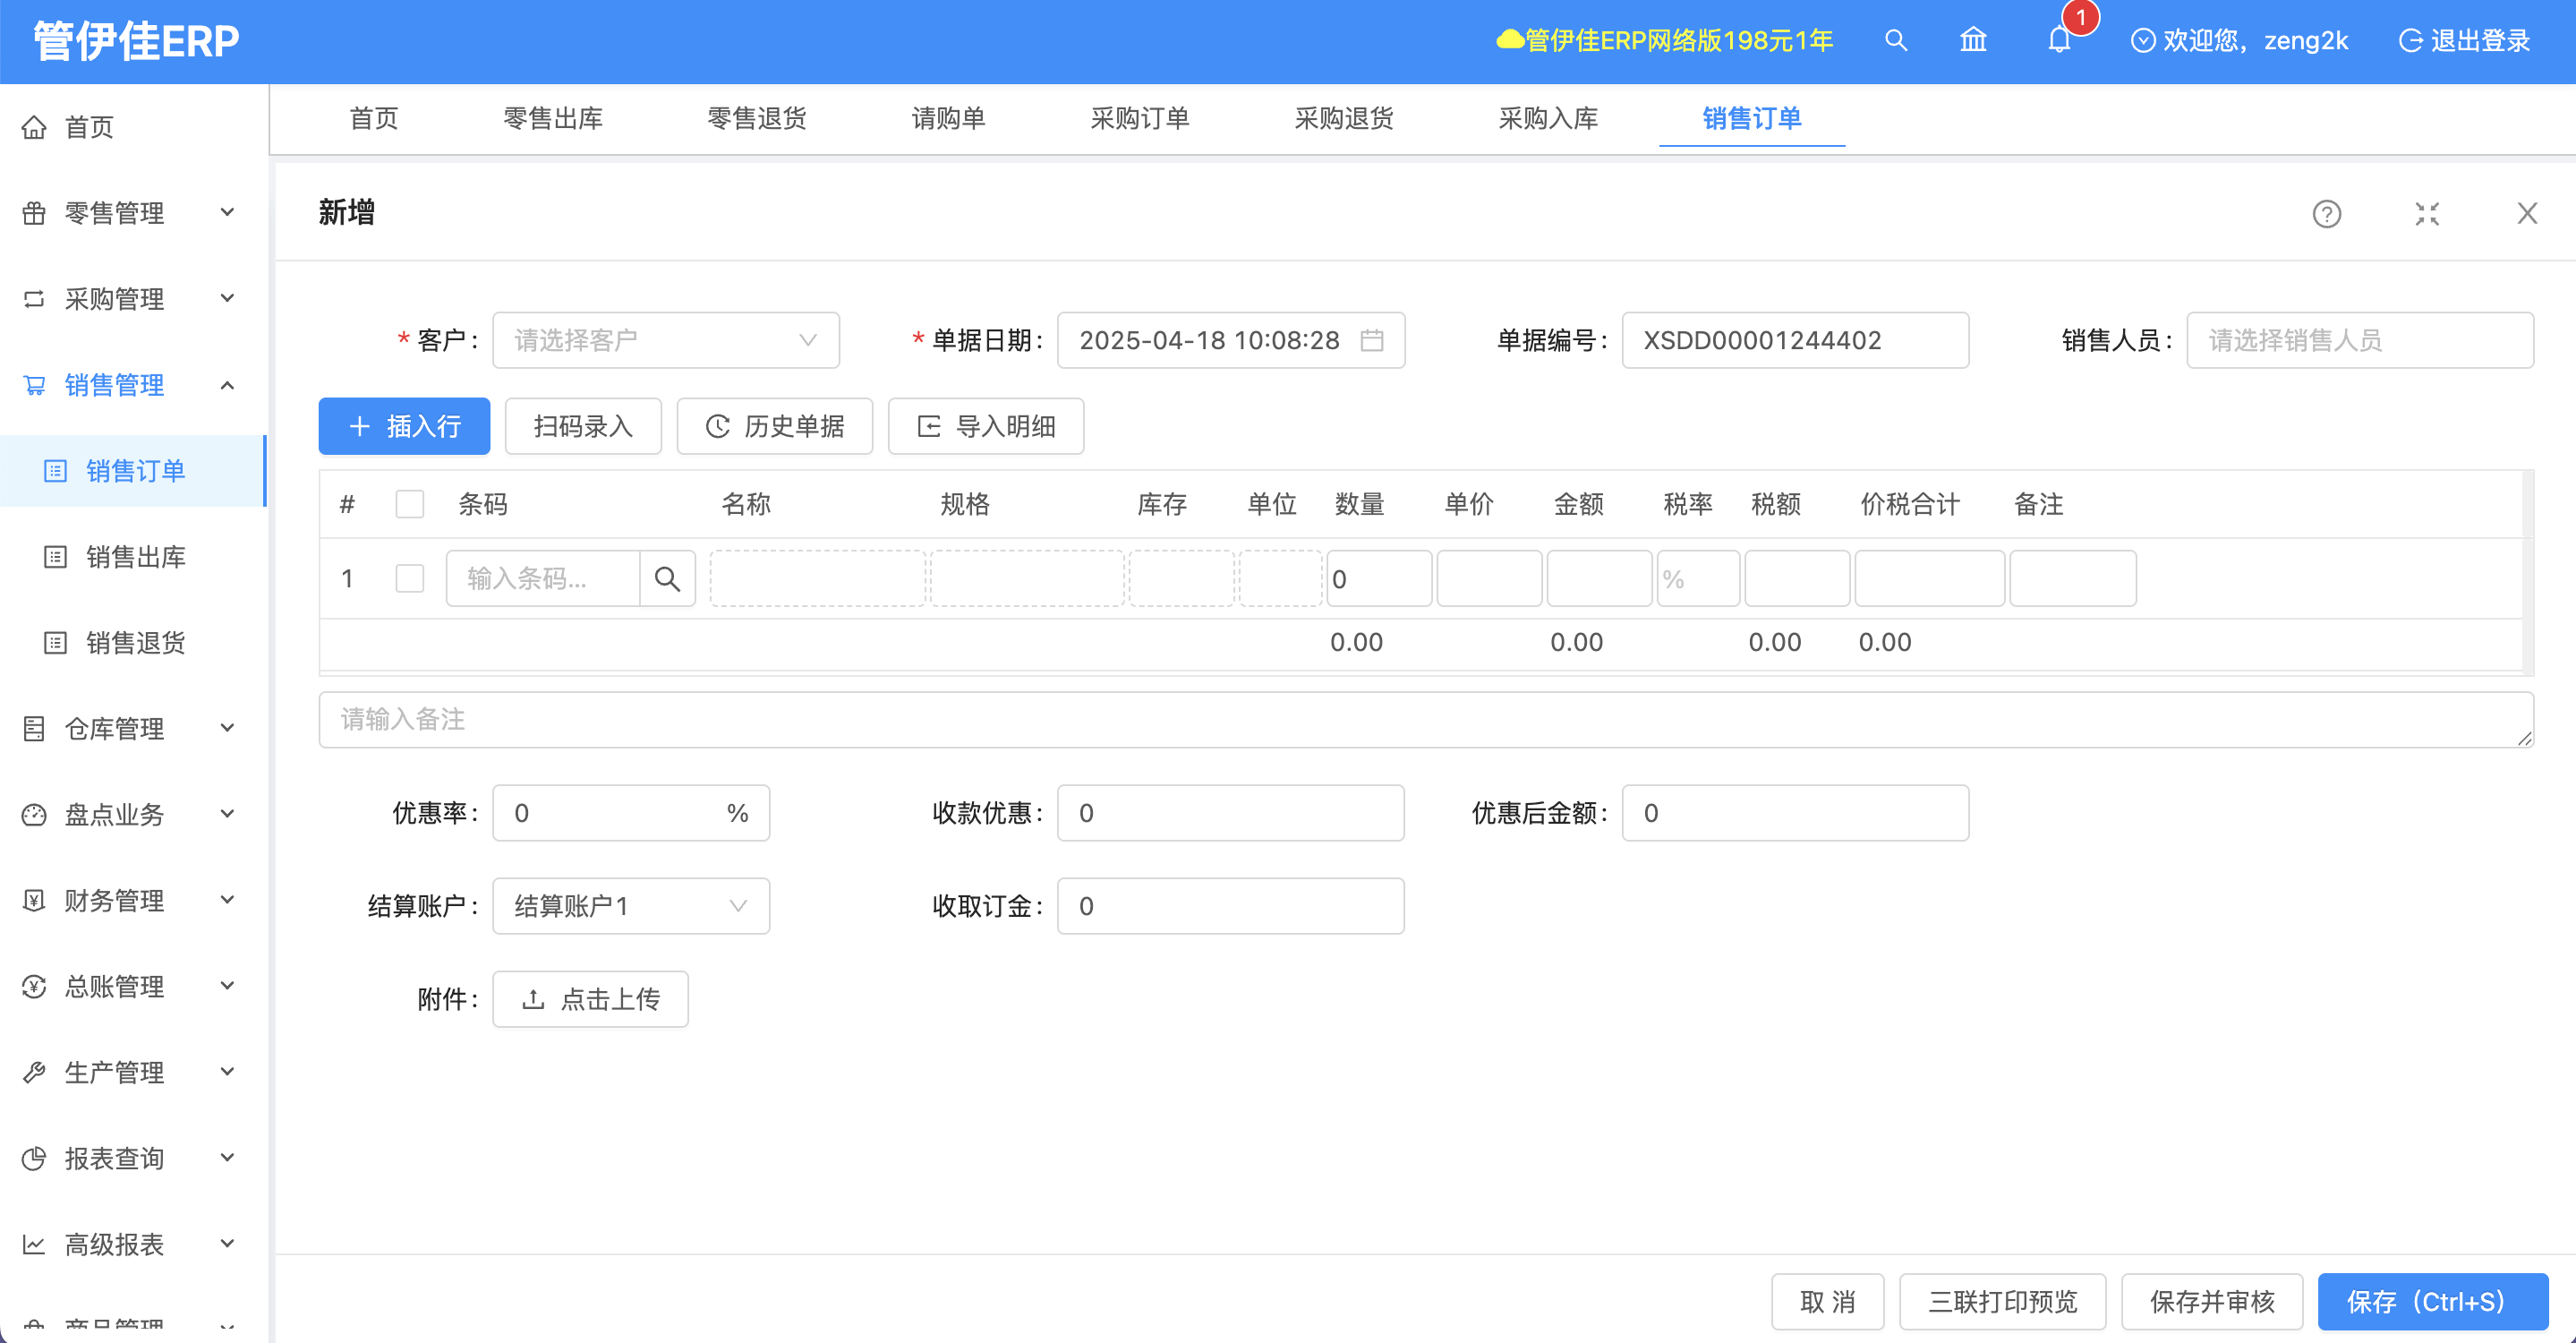 管伊佳ERP
管伊佳ERP网络版198元1年
1
欢迎您，zeng2k
退出登录
首页
零售管理
采购管理
销售管理
销售订单
销售出库
销售退货
仓库管理
盘点业务
财务管理
总账管理
生产管理
报表查询
高级报表
商品管理
首页 零售出库 零售退货 请购单 采购订单 采购退货 采购入库 销售订单
新增
* 客户： 请选择客户
* 单据日期： 2025-04-18 10:08:28
单据编号： XSDD00001244402
销售人员： 请选择销售人员
插入行 扫码录入 历史单据 导入明细
# 条码 名称 规格 库存 单位 数量 单价 金额 税率 税额 价税合计 备注
1 输入条码... 0 %
0.00 0.00 0.00 0.00
请输入备注
优惠率： 0 %
收款优惠： 0
优惠后金额： 0
结算账户： 结算账户1
收取订金： 0
附件： 点击上传
取 消 三联打印预览 保存并审核 保存（Ctrl+S）